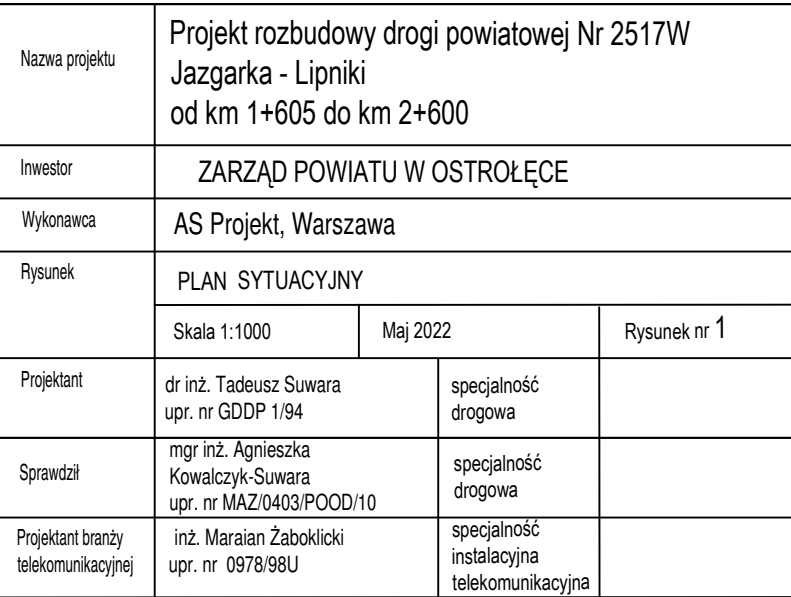 Nazwa projektu
Projekt rozbudowy drogi powiatowej Nr 2517W
Jazgarka - Lipniki
od km 1+605 do km 2+600
Inwestor
ZARZĄD POWIATU W OSTROŁĘCE
Wykonawca
AS Projekt, Warszawa
Rysunek
PLAN SYTUACYJNY
Skala 1:1000
Maj 2022
Rysunek nr 1
Projektant
dr inż. Tadeusz Suwara
upr. nr GDDP 1/94
specjalność
drogowa
Sprawdził
mgr inż. Agnieszka
Kowalczyk-Suwara
upr. nr MAZ/0403/POOD/10
specjalność
drogowa
Projektant branży
telekomunikacyjnej
inż. Maraian Żaboklicki
upr. nr 0978/98U
specjalność
instalacyjna
telekomunikacyjna